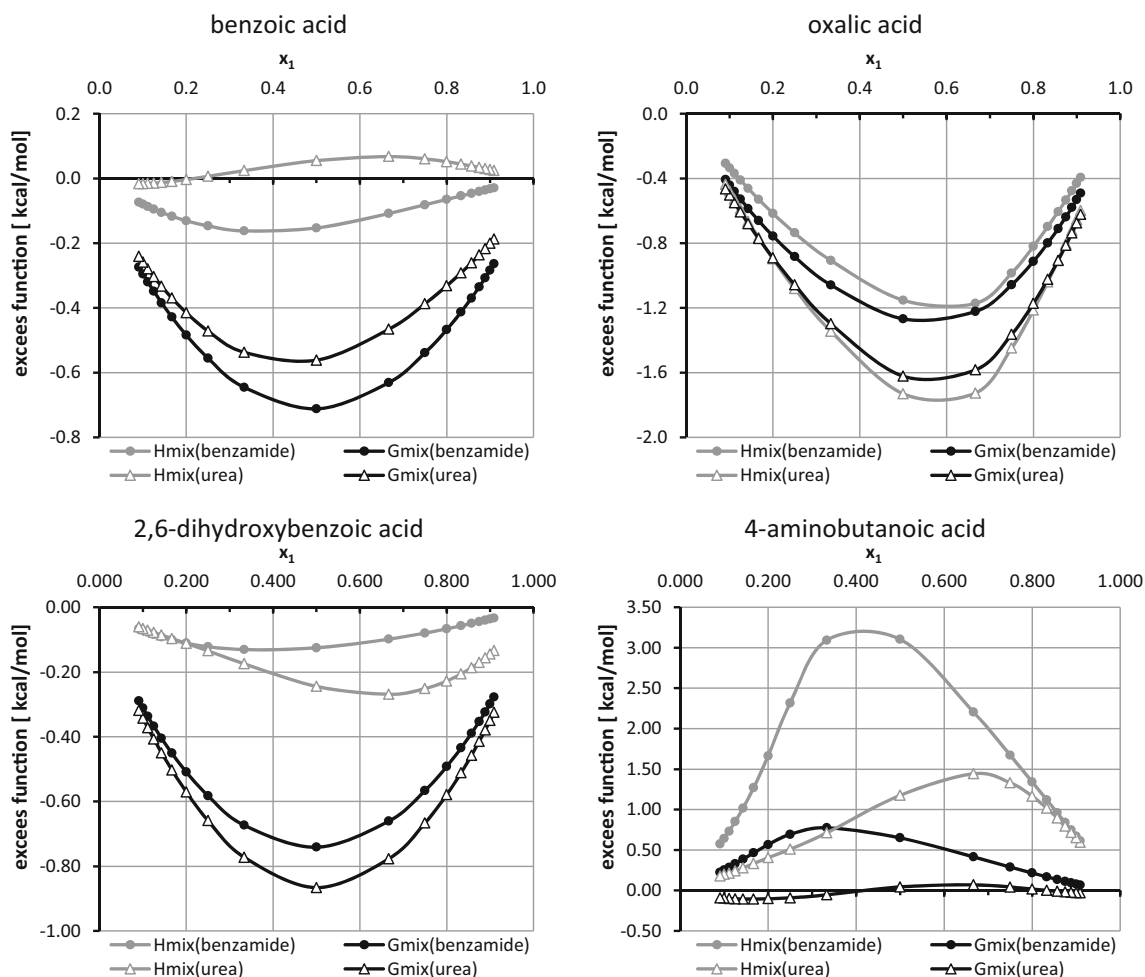 benzoic acid
x1
0.0 0.2 0.4 0.6 0.8 1.0
0.2
0.0
-0.2
-0.4
-0.6
-0.8
excees function [ kcal/mol]
Hmix(benzamide) Gmix(benzamide)
Hmix(urea) Gmix(urea)
oxalic acid
x1
0.0 0.2 0.4 0.6 0.8 1.0
0.0
-0.4
-0.8
-1.2
-1.6
-2.0
excees function [ kcal/mol]
Hmix(benzamide) Gmix(benzamide)
Hmix(urea) Gmix(urea)
2,6-dihydroxybenzoic acid
x1
0.000 0.200 0.400 0.600 0.800 1.000
0.00
-0.20
-0.40
-0.60
-0.80
-1.00
excees function [ kcal/mol]
Hmix(benzamide) Gmix(benzamide)
Hmix(urea) Gmix(urea)
4-aminobutanoic acid
x1
0.000 0.200 0.400 0.600 0.800 1.000
3.50
3.00
2.50
2.00
1.50
1.00
0.50
0.00
-0.50
excees function [ kcal/mol]
Hmix(benzamide) Gmix(benzamide)
Hmix(urea) Gmix(urea)